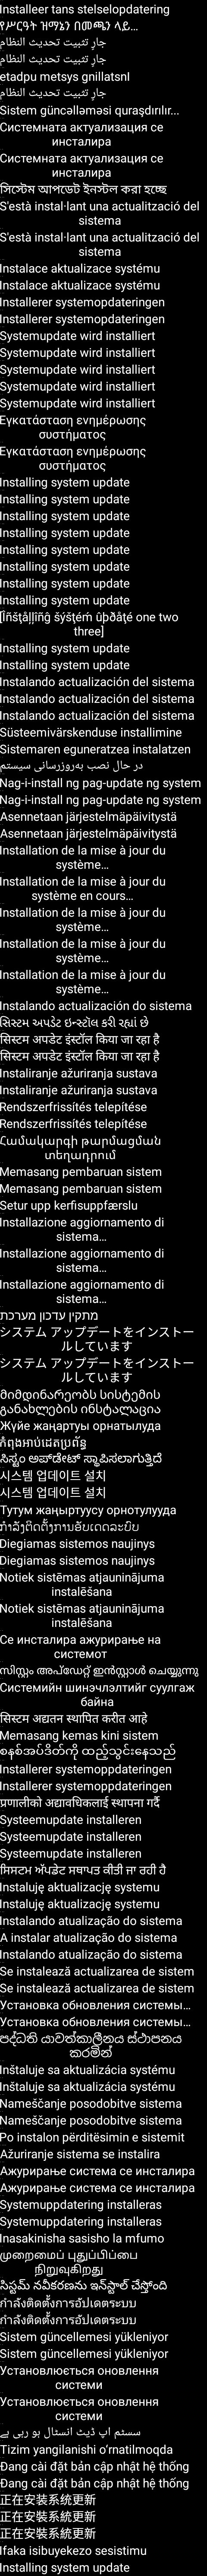 Installeer tans stelselopdatering
የሥርዓት ዝማኔን በመጫን ላይ…
جارٍ تثبيت تحديث النظام
جارٍ تثبيت تحديث النظام
etadpu metsys gnillatsnI
جارٍ تثبيت تحديث النظام
Sistem güncəlləməsi quraşdırılır...
Системната актуализация се
инсталира
Системната актуализация се
инсталира
সিস্টেম আপডেট ইনস্টল করা হচ্ছে
S'està instal·lant una actualització del
sistema
S'està instal·lant una actualització del
sistema
Instalace aktualizace systému
Instalace aktualizace systému
Installerer systemopdateringen
Installerer systemopdateringen
Systemupdate wird installiert
Systemupdate wird installiert
Systemupdate wird installiert
Systemupdate wird installiert
Systemupdate wird installiert
Εγκατάσταση ενημέρωσης
συστήματος
Εγκατάσταση ενημέρωσης
συστήματος
Installing system update
Installing system update
Installing system update
Installing system update
Installing system update
Installing system update
Installing system update
Installing system update
[Îñšţåļļîñĝ šýšţéḿ ûþðåţé one two
three]
Installing system update
Installing system update
Instalando actualización del sistema
Instalando actualización del sistema
Instalando actualización del sistema
Süsteemivärskenduse installimine
Sistemaren eguneratzea instalatzen
در حال نصب به‌روزرسانی سیستم
Nag-i-install ng pag-update ng system
Nag-i-install ng pag-update ng system
Asennetaan järjestelmäpäivitystä
Asennetaan järjestelmäpäivitystä
Installation de la mise à jour du
système…
Installation de la mise à jour du
système en cours…
Installation de la mise à jour du
système…
Installation de la mise à jour du
système…
Installation de la mise à jour du
système…
Instalando actualización do sistema
સિસ્ટમ અપડેટ ઇન્સ્ટૉલ કરી રહ્યાં છે
सिस्टम अपडेट इंस्टॉल किया जा रहा है
सिस्टम अपडेट इंस्टॉल किया जा रहा है
Instaliranje ažuriranja sustava
Instaliranje ažuriranja sustava
Rendszerfrissítés telepítése
Rendszerfrissítés telepítése
Համակարգի թարմացման
տեղադրում
Memasang pembaruan sistem
Memasang pembaruan sistem
Setur upp kerfisuppfærslu
Installazione aggiornamento di
sistema…
Installazione aggiornamento di
sistema…
Installazione aggiornamento di
sistema…
מתקין עדכון מערכת
システム アップデートをインストー
ルしています
システム アップデートをインストー
ルしています
მიმდინარეობს სისტემის
განახლების ინსტალაცია
Жүйе жаңартуы орнатылуда
កំពុងអាប់ដេតប្រព័ន្ធ
ಸಿಸ್ಟಂ ಅಪ್‌ಡೇಟ್‌ ಸ್ಥಾಪಿಸಲಾಗುತ್ತಿದೆ
시스템 업데이트 설치
시스템 업데이트 설치
Тутум жаңыртуусу орнотулууда
ກຳລັງຕິດຕັ້ງການອັບເດດລະບົບ
Diegiamas sistemos naujinys
Diegiamas sistemos naujinys
Notiek sistēmas atjauninājuma
instalēšana
Notiek sistēmas atjauninājuma
instalēšana
Се инсталира ажурирање на
системот
സിസ്റ്റം അപ്ഡേറ്റ് ഇൻസ്റ്റാൾ ചെയ്യുന്നു
Системийн шинэчлэлтийг суулгаж
байна
सिस्टम अद्यतन स्थापित करीत आहे
Memasang kemas kini sistem
စနစ်အပ်ဒိတ်ကို ထည့်သွင်းနေသည်
Installerer systemoppdateringen
Installerer systemoppdateringen
प्रणालीको अद्यावधिकलाई स्थापना गर्दै
Systeemupdate installeren
Systeemupdate installeren
Systeemupdate installeren
ਸਿਸਟਮ ਅੱਪਡੇਟ ਸਥਾਪਤ ਕੀਤੀ ਜਾ ਰਹੀ ਹੈ
Instaluję aktualizację systemu
Instaluję aktualizację systemu
Instalando atualização do sistema
A instalar atualização do sistema
Instalando atualização do sistema
Se instalează actualizarea de sistem
Se instalează actualizarea de sistem
Установка обновления системы…
Установка обновления системы…
පද්ධති යාවත්කාලීනය ස්ථාපනය
කරමින්
Inštaluje sa aktualizácia systému
Inštaluje sa aktualizácia systému
Nameščanje posodobitve sistema
Nameščanje posodobitve sistema
Po instalon përditësimin e sistemit
Ažuriranje sistema se instalira
Ажурирање система се инсталира
Ажурирање система се инсталира
Systemuppdatering installeras
Systemuppdatering installeras
Inasakinisha sasisho la mfumo
முறைமைப் புதுப்பிப்பை
நிறுவுகிறது
సిస్టమ్ నవీకరణను ఇన్‌స్టాల్ చేస్తోంది
กำลังติดตั้งการอัปเดตระบบ
กำลังติดตั้งการอัปเดตระบบ
Sistem güncellemesi yükleniyor
Sistem güncellemesi yükleniyor
Установлюється оновлення
системи
Установлюється оновлення
системи
سسٹم اپ ڈیٹ انسٹال ہو رہی ہے
Tizim yangilanishi o‘rnatilmoqda
Đang cài đặt bản cập nhật hệ thống
Đang cài đặt bản cập nhật hệ thống
正在安装系统更新
正在安裝系統更新
正在安裝系統更新
Ifaka isibuyekezo sesistimu
Installing system update